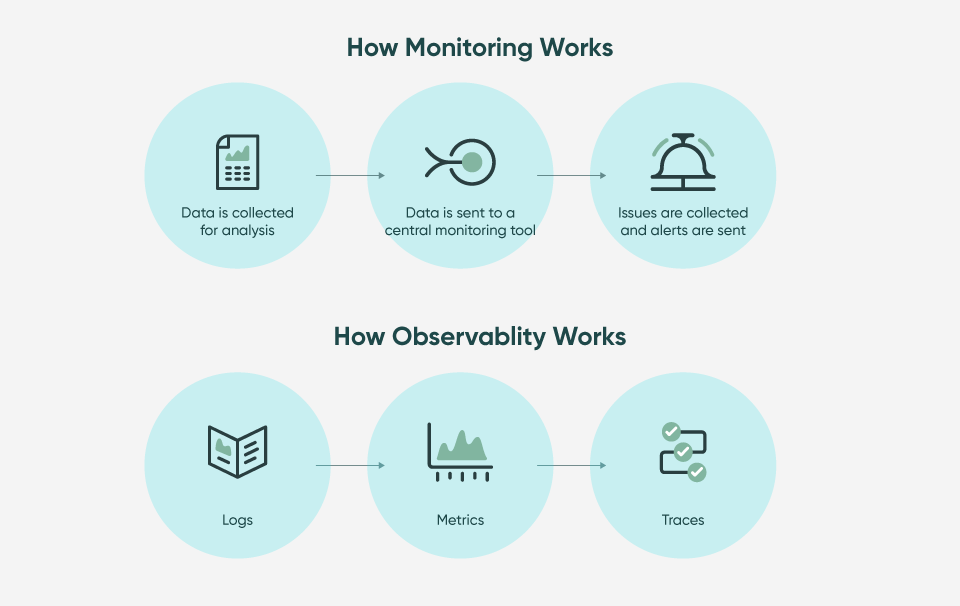 How Monitoring Works
Data is collected
for analysis
Data is sent to a
central monitoring tool
Issues are collected
and alerts are sent
How Observablity Works
Logs
Metrics
Traces